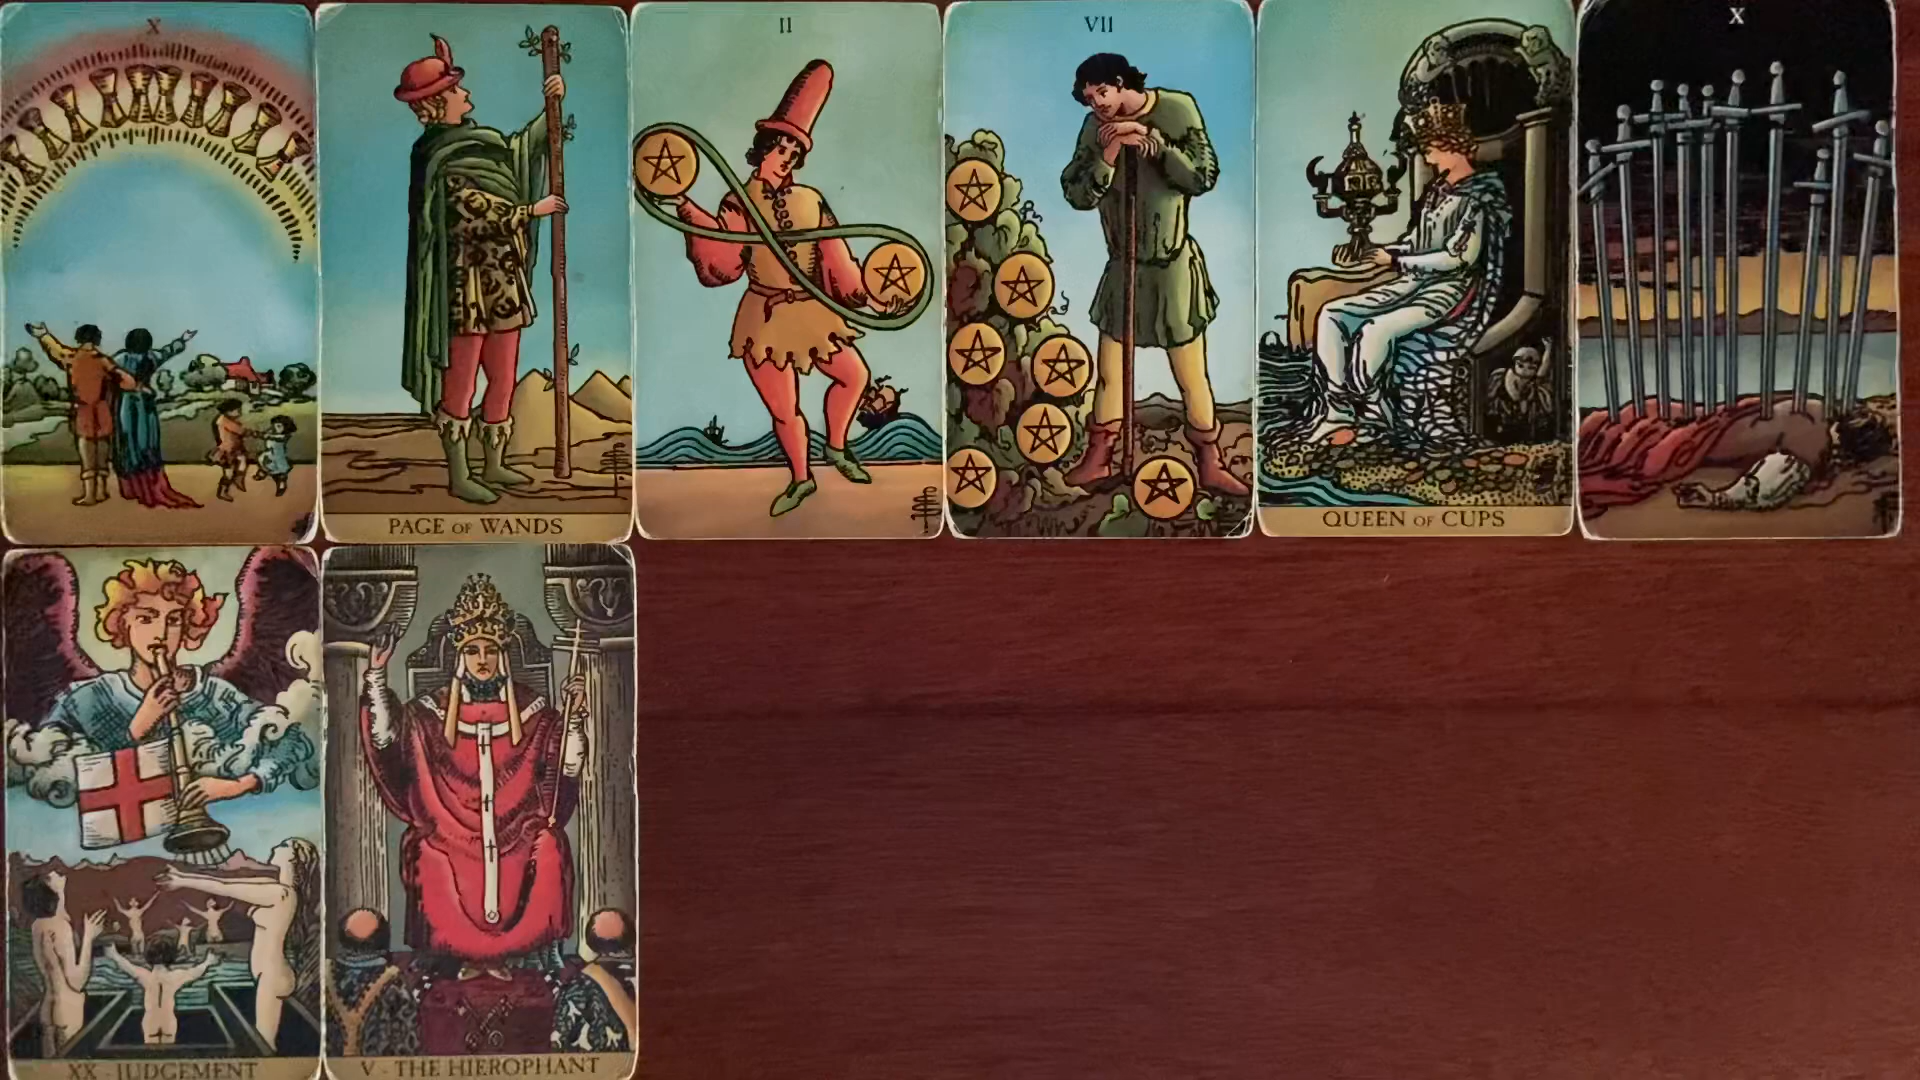 X
II
VII
X
PAGE OF WANDS
QUEEN OF CUPS
XX - JUDGEMENT
V - THE HIEROPHANT